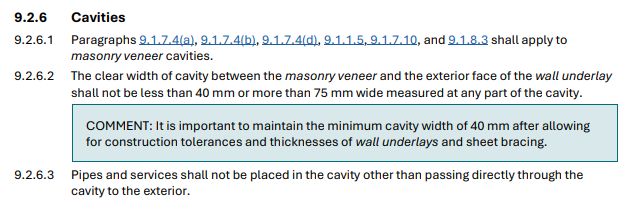 9.2.6 Cavities
9.2.6.1 Paragraphs 9.1.7.4(a), 9.1.7.4(b), 9.1.7.4(d), 9.1.1.5, 9.1.7.10, and 9.1.8.3 shall apply to
masonry veneer cavities.
9.2.6.2 The clear width of cavity between the masonry veneer and the exterior face of the wall underlay
shall not be less than 40 mm or more than 75 mm wide measured at any part of the cavity.
COMMENT: It is important to maintain the minimum cavity width of 40 mm after allowing
for construction tolerances and thicknesses of wall underlays and sheet bracing.
9.2.6.3 Pipes and services shall not be placed in the cavity other than passing directly through the
cavity to the exterior.